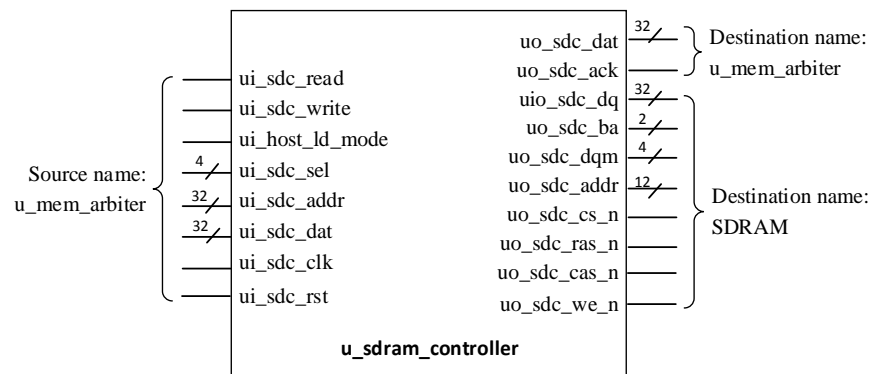 Source name:
u_mem_arbiter
ui_sdc_read
ui_sdc_write
ui_host_ld_mode
4
ui_sdc_sel
32
ui_sdc_addr
32
ui_sdc_dat
ui_sdc_clk
ui_sdc_rst
uo_sdc_dat
32
uo_sdc_ack
uio_sdc_dq
32
uo_sdc_ba
2
uo_sdc_dqm
4
uo_sdc_addr
12
uo_sdc_cs_n
uo_sdc_ras_n
uo_sdc_cas_n
uo_sdc_we_n
Destination name:
u_mem_arbiter
Destination name:
SDRAM
u_sdram_controller